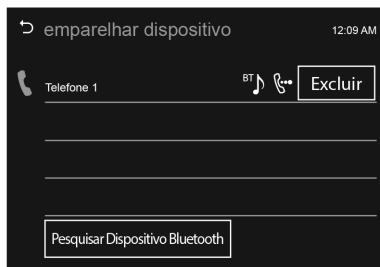 emparelhar dispositivo 12:09 AM
Telefone 1 BT Excluir
Pesquisar Dispositivo Bluetooth